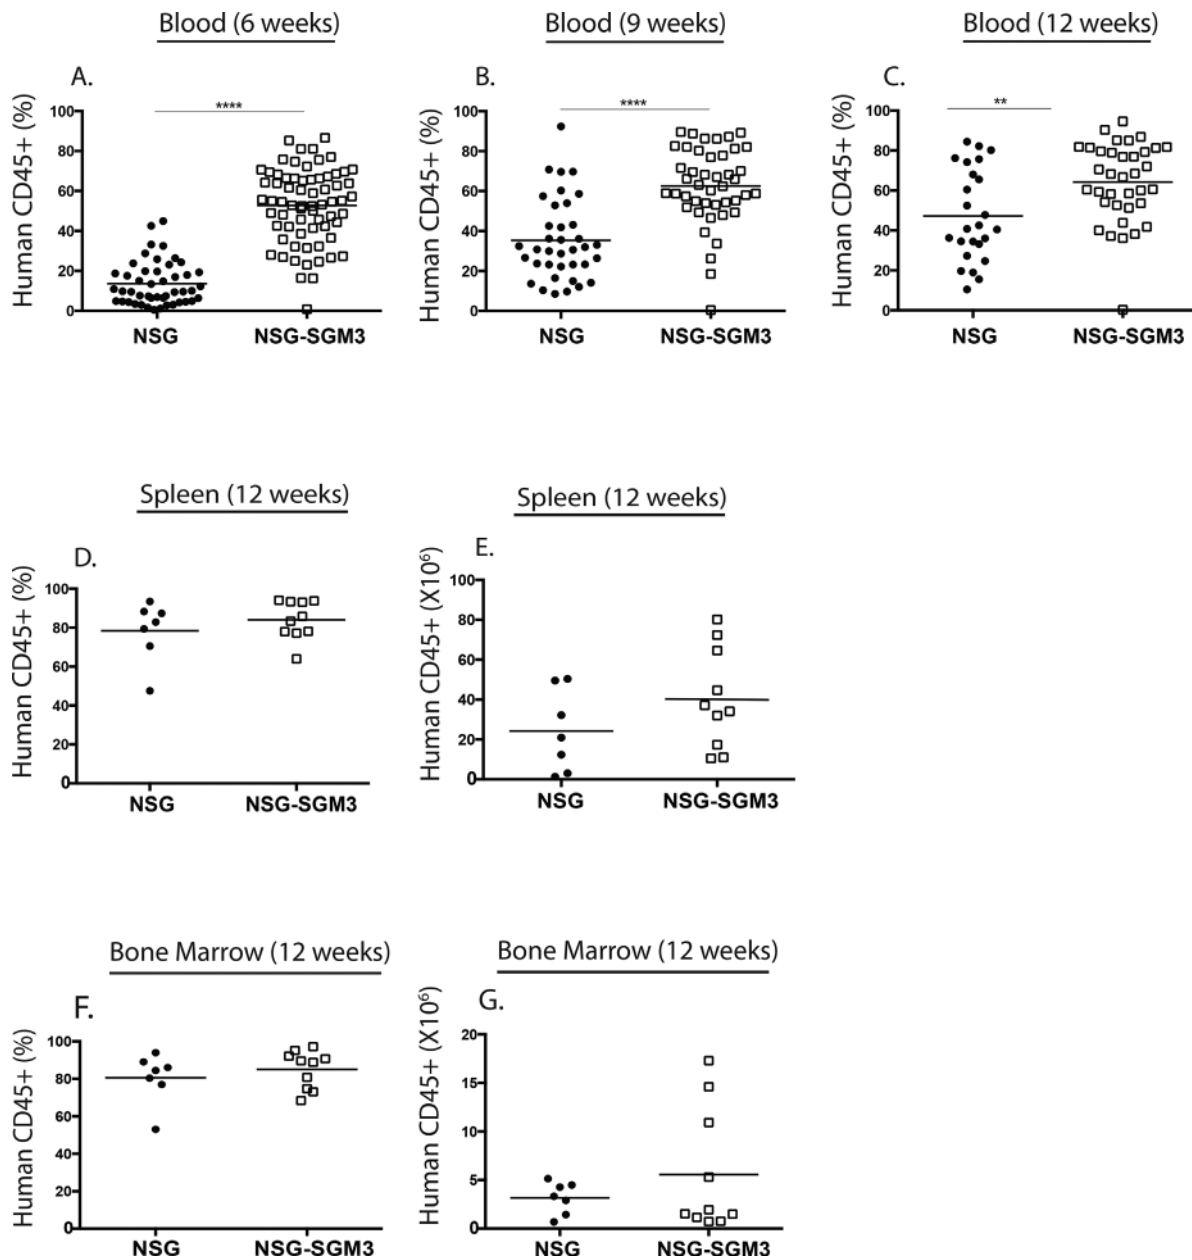 Blood (6 weeks)
Blood (9 weeks)
Blood (12 weeks)
A.
Human CD45+ (%)
100
80
60
40
20
0
****
NSG
NSG-SGM3
B.
Human CD45+ (%)
100
80
60
40
20
0
****
NSG
NSG-SGM3
C.
Human CD45+ (%)
100
80
60
40
20
0
**
NSG
NSG-SGM3
Spleen (12 weeks)
Spleen (12 weeks)
D.
Human CD45+ (%)
100
80
60
40
20
0
NSG
NSG-SGM3
E.
Human CD45+ (X10⁶)
100
80
60
40
20
0
NSG
NSG-SGM3
Bone Marrow (12 weeks)
Bone Marrow (12 weeks)
F.
Human CD45+ (%)
100
80
60
40
20
0
NSG
NSG-SGM3
G.
Human CD45+ (X10⁶)
20
15
10
5
0
NSG
NSG-SGM3